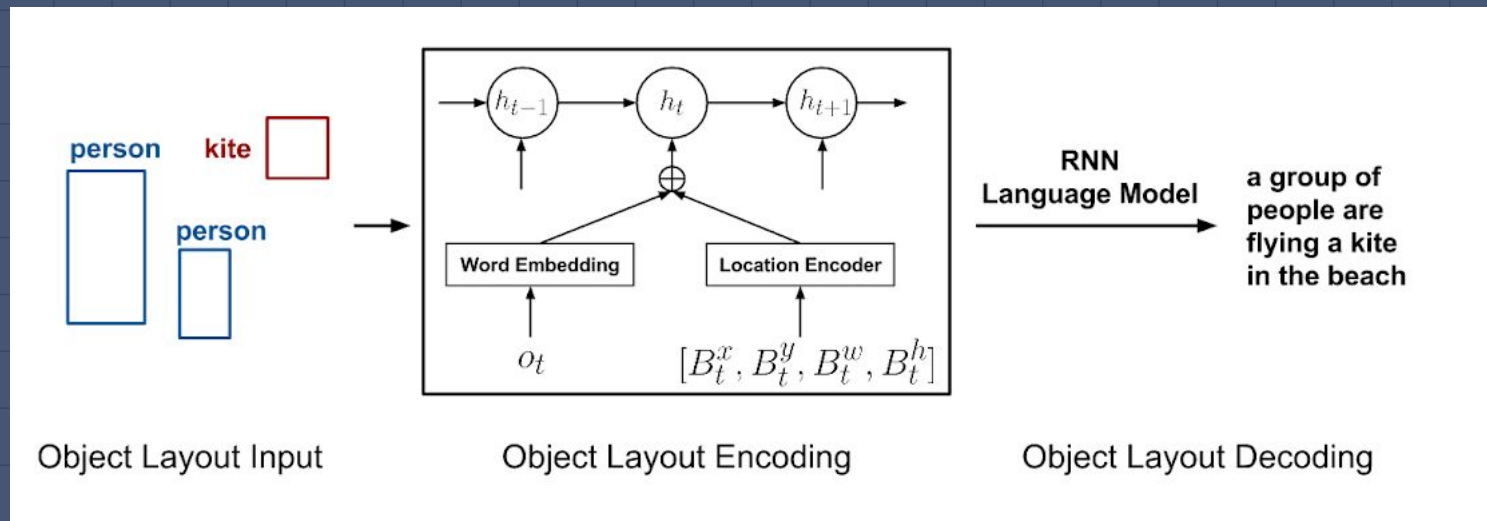 person
kite
person
h_{t-1}
h_t
h_{t+1}
Word Embedding
Location Encoder
o_t
[B_t^x, B_t^y, B_t^w, B_t^h]
RNN
Language Model
a group of
people are
flying a kite
in the beach
Object Layout Input
Object Layout Encoding
Object Layout Decoding